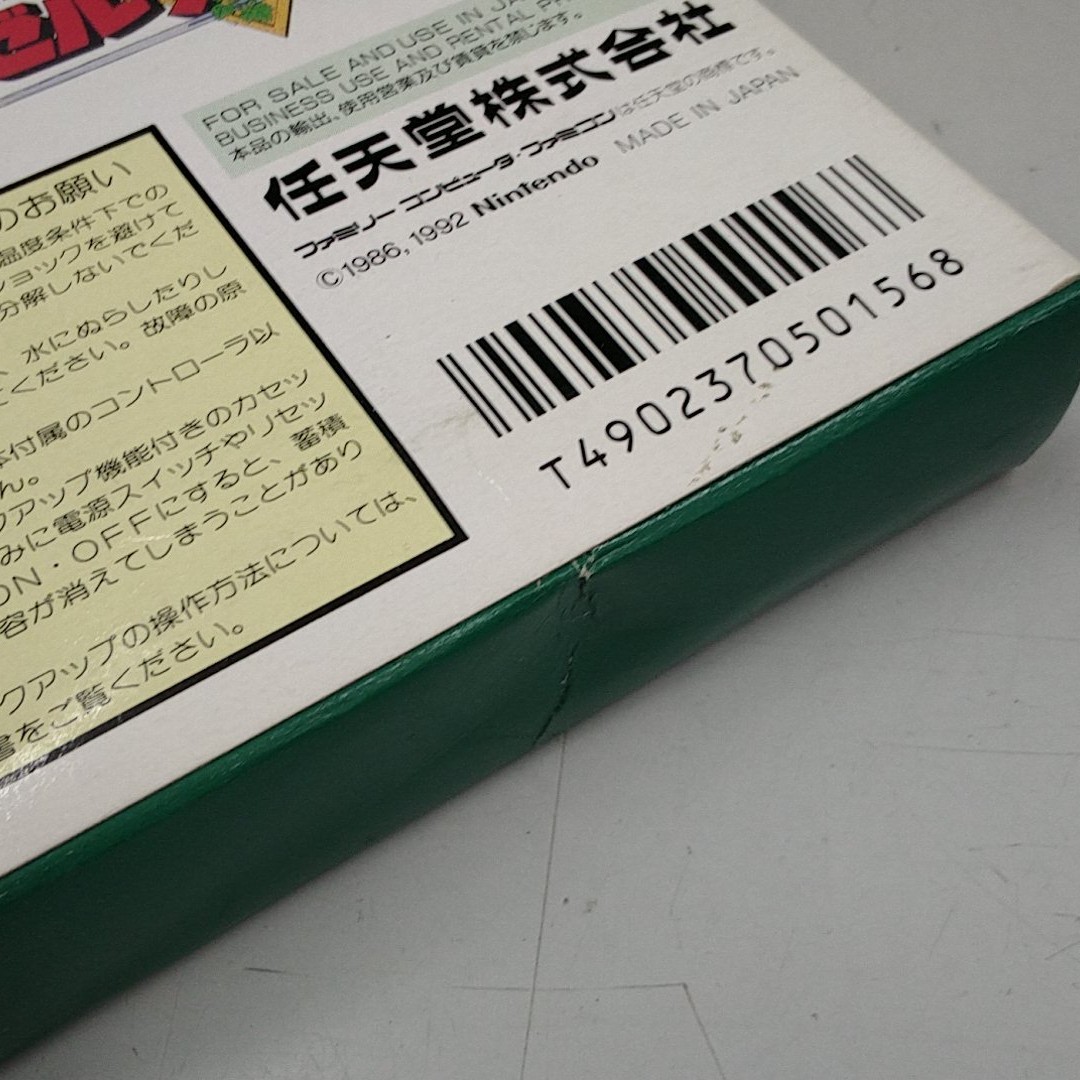 ゼル
FOR SALE AND USE IN JA
BUSINESS USE AND RENTAL PR
本品の輸出、使用営業及び賃貸を禁じます。
任天堂株式会社
ファミリーコンピュータ・ファミコンは任天堂の商標です。
©1986, 1992 Nintendo MADE IN JAPAN
T4902370501568
のお願い
温度条件下での
ショックを避けて
分解しないでくだ
、水にぬらしたりし
てください。故障の原
体付属のコントローラ以
ん。
クアップ機能付きのカセッ
みに電源スイッチやリセッ
ON・OFFにすると、蓄積
容が消えてしまうことがあり
クアップの操作方法については、
書をご覧ください。